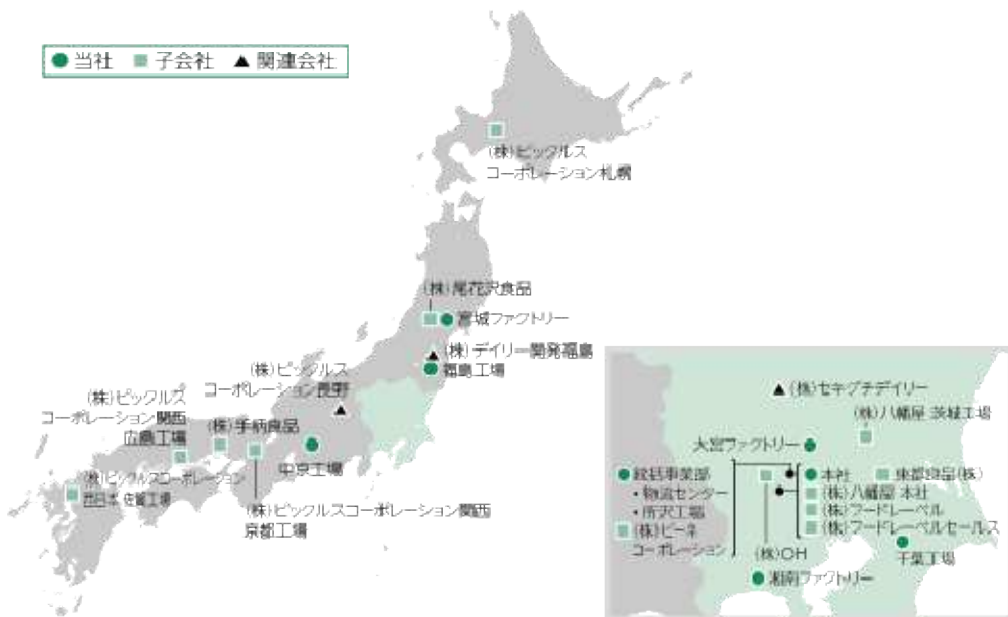 当社 子会社 関連会社
(株)ピックルス
コーポレーション札幌
(株)尾花沢食品
宮城ファクトリー
(株)デイリー開発福島
福島工場
(株)ピックルス
コーポレーション長野
(株)ピックルス
コーポレーション関西
広島工場
(株)手柄食品
中京工場
(株)ピックルスコーポレーション
西日本 佐賀工場
(株)ピックルスコーポレーション関西
京都工場
(株)セキグチデイリー
(株)八幡屋 茨城工場
大宮ファクトリー
統括事業部
・物流センター
・所沢工場
(株)ピーネ
コーポレーション
(株)OH
本社
東都食品(株)
(株)八幡屋 本社
(株)フードレーベル
(株)フードレーベルセールス
千葉工場
湘南ファクトリー